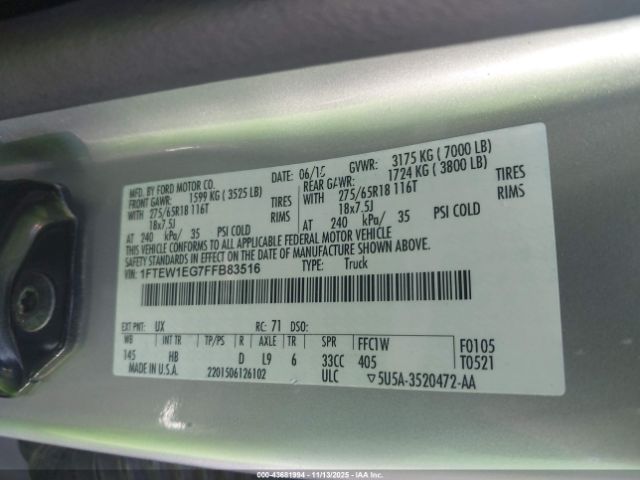 MFD. BY FORD MOTOR CO. DATE: 06/15 GVWR: 3175 KG ( 7000 LB)
FRONT GAWR: 1599 KG ( 3525 LB) REAR GAWR: 1724 KG ( 3800 LB)
WITH 275/65R18 116T TIRES WITH 275/65R18 116T TIRES
18x7.5J RIMS 18x7.5J RIMS
AT 240 kPa/ 35 PSI COLD AT 240 kPa/ 35 PSI COLD
THIS VEHICLE CONFORMS TO ALL APPLICABLE FEDERAL MOTOR VEHICLE
SAFETY STANDARDS IN EFFECT ON THE DATE OF MANUFACTURE SHOWN ABOVE.
VIN: 1FTEW1EG7FFB83516 TYPE: Truck
EXT PNT: UX RC: 71 DSO:
WB INT TR TP/PS R AXLE TR SPR FFC1W F0105
145 HB D L9 6 33CC 405 T0521
MADE IN U.S.A. 2201506126102 ULC 5U5A-3520472-AA
000-43681994 - 11/13/2025 - IAAI, Inc.